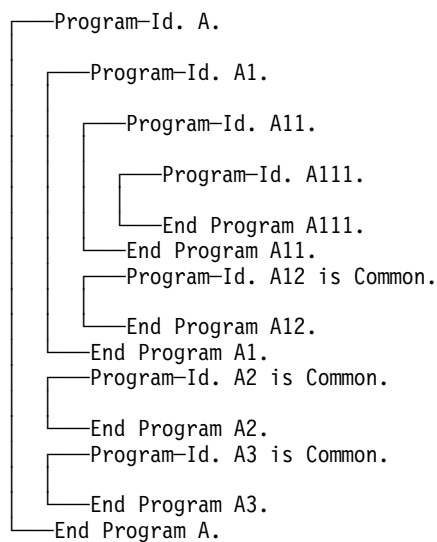 Program-Id. A.
Program-Id. A1.
Program-Id. A11.
Program-Id. A111.
End Program A111.
End Program A11.
Program-Id. A12 is Common.
End Program A12.
End Program A1.
Program-Id. A2 is Common.
End Program A2.
Program-Id. A3 is Common.
End Program A3.
End Program A.